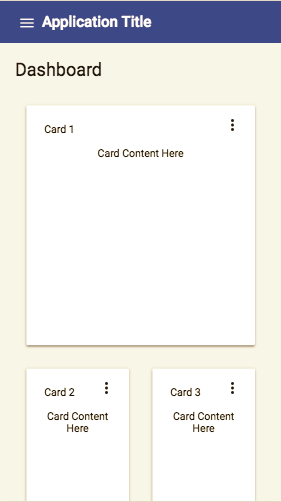 Application Title
Dashboard
Card 1
Card Content Here
Card 2
Card Content
Here
Card 3
Card Content
Here